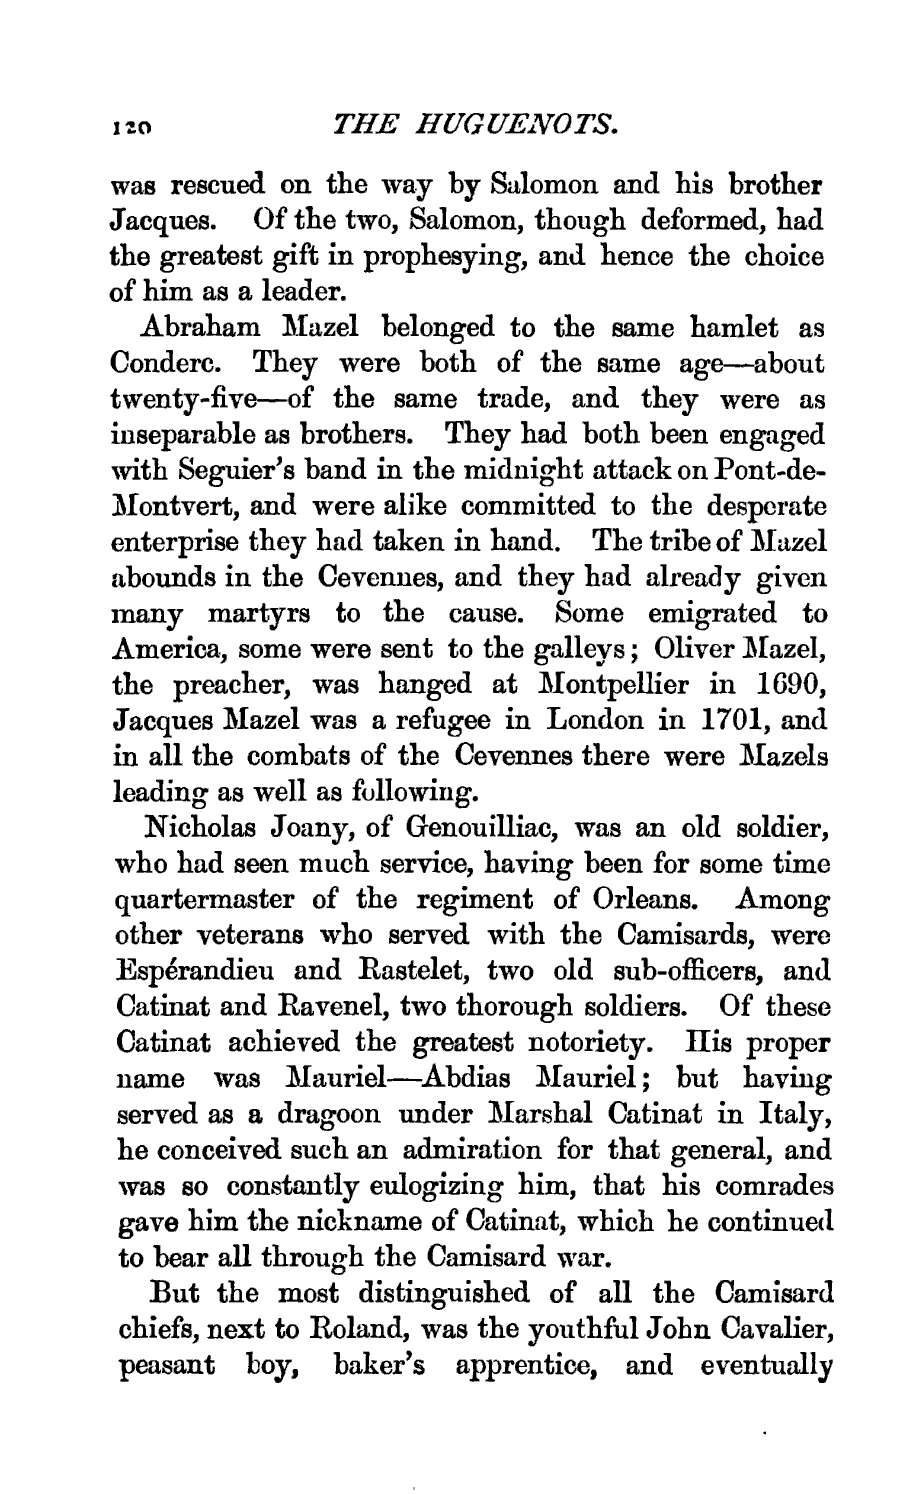 120 THE HUGUENOTS.
was rescued on the way by Salomon and his brother
Jacques. Of the two, Salomon, though deformed, had
the greatest gift in prophesying, and hence the choice
of him as a leader.
Abraham Mazel belonged to the same hamlet as
Conderc. They were both of the same age—about
twenty-five—of the same trade, and they were as
inseparable as brothers. They had both been engaged
with Seguier's band in the midnight attack on Pont-de-
Montvert, and were alike committed to the desperate
enterprise they had taken in hand. The tribe of Mazel
abounds in the Cevennes, and they had already given
many martyrs to the cause. Some emigrated to
America, some were sent to the galleys; Oliver Mazel,
the preacher, was hanged at Montpellier in 1690,
Jacques Mazel was a refugee in London in 1701, and
in all the combats of the Cevennes there were Mazels
leading as well as following.
Nicholas Joany, of Genouilliac, was an old soldier,
who had seen much service, having been for some time
quartermaster of the regiment of Orleans. Among
other veterans who served with the Camisards, were
Espérandieu and Rastelet, two old sub-officers, and
Catinat and Ravenel, two thorough soldiers. Of these
Catinat achieved the greatest notoriety. His proper
name was Mauriel—Abdias Mauriel; but having
served as a dragoon under Marshal Catinat in Italy,
he conceived such an admiration for that general, and
was so constantly eulogizing him, that his comrades
gave him the nickname of Catinat, which he continued
to bear all through the Camisard war.
But the most distinguished of all the Camisard
chiefs, next to Roland, was the youthful John Cavalier,
peasant boy, baker's apprentice, and eventually